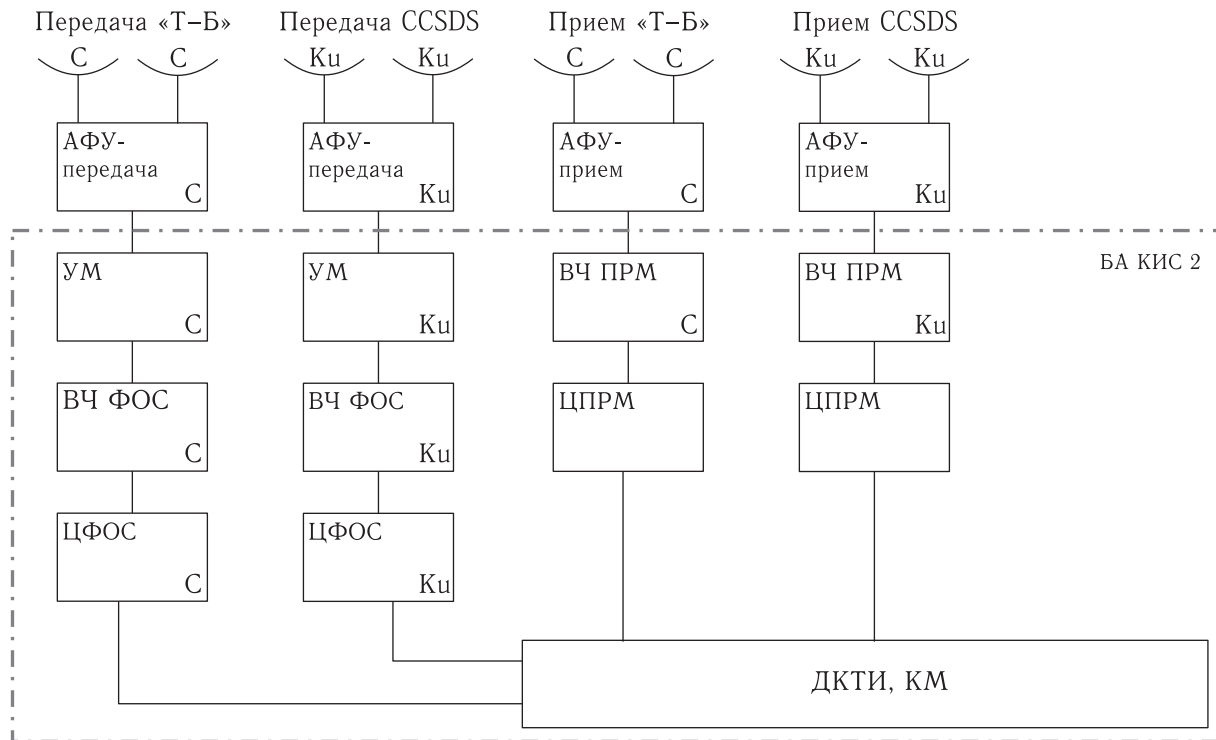 Передача «Т–Б» Передача CCSDS Прием «Т–Б» Прием CCSDS
C C Ku Ku C C Ku Ku
АФУ-
передача
C
АФУ-
передача
Ku
АФУ-
прием
C
АФУ-
прием
Ku
БА КИС 2
УМ
C
УМ
Ku
ВЧ ПРМ
C
ВЧ ПРМ
Ku
ВЧ ФОС
C
ВЧ ФОС
Ku
ЦПРМ
ЦПРМ
ЦФОС
C
ЦФОС
Ku
ДКТИ, КМ